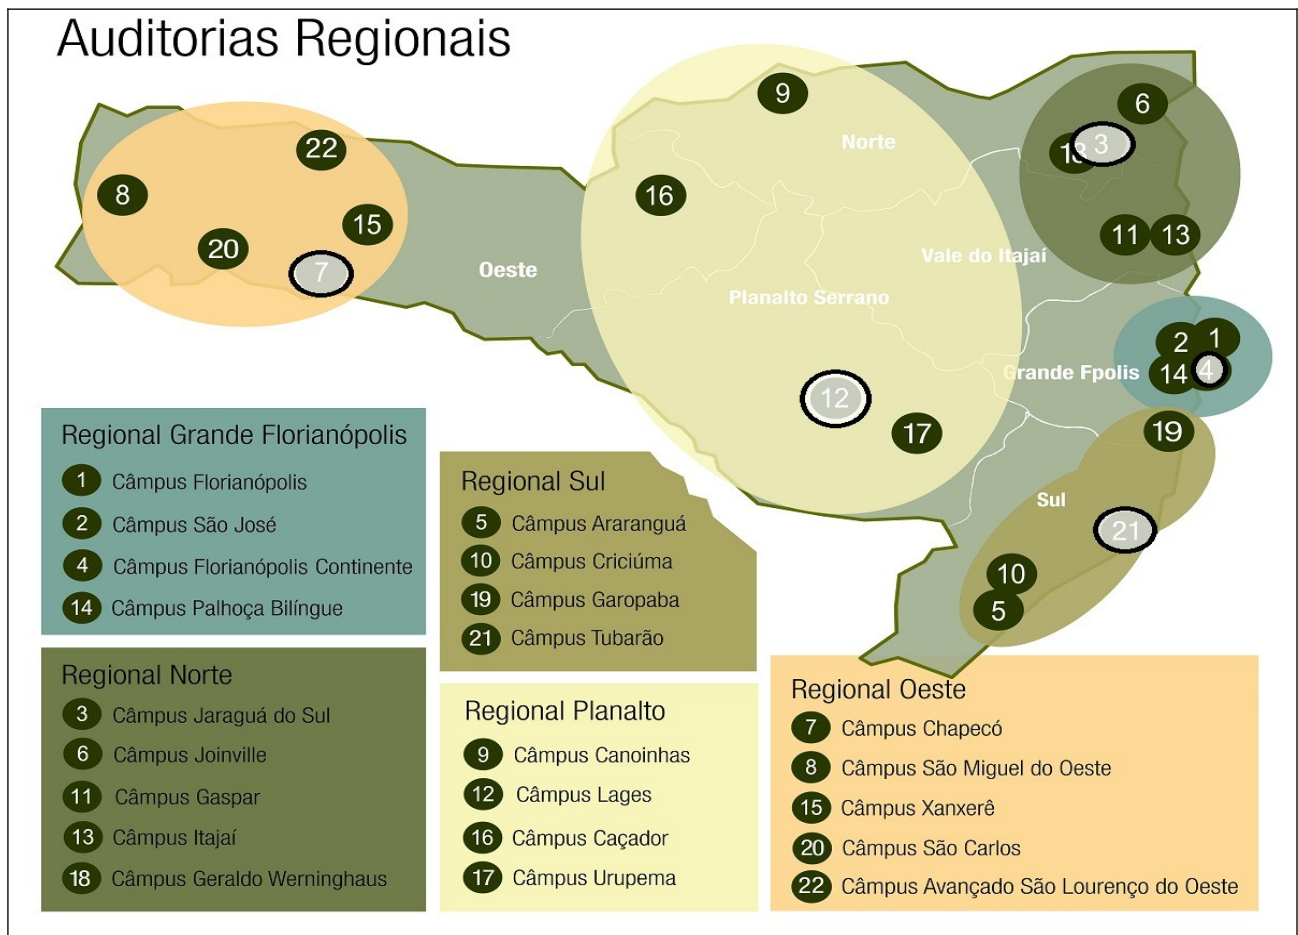 Auditorias Regionais
9
6
Norte
3
18
22
8
16
15
20
11
13
Vale do Itajaí
7
Oeste
Planalto Serrano
2
1
Grande Fpolis
14
4
12
17
19
Sul
21
10
5
Regional Grande Florianópolis
1 Câmpus Florianópolis
2 Câmpus São José
4 Câmpus Florianópolis Continente
14 Câmpus Palhoça Bilíngue
Regional Norte
3 Câmpus Jaraguá do Sul
6 Câmpus Joinville
11 Câmpus Gaspar
13 Câmpus Itajaí
18 Câmpus Geraldo Werninghaus
Regional Sul
5 Câmpus Araranguá
10 Câmpus Criciúma
19 Câmpus Garopaba
21 Câmpus Tubarão
Regional Planalto
9 Câmpus Canoinhas
12 Câmpus Lages
16 Câmpus Caçador
17 Câmpus Urupema
Regional Oeste
7 Câmpus Chapecó
8 Câmpus São Miguel do Oeste
15 Câmpus Xanxerê
20 Câmpus São Carlos
22 Câmpus Avançado São Lourenço do Oeste